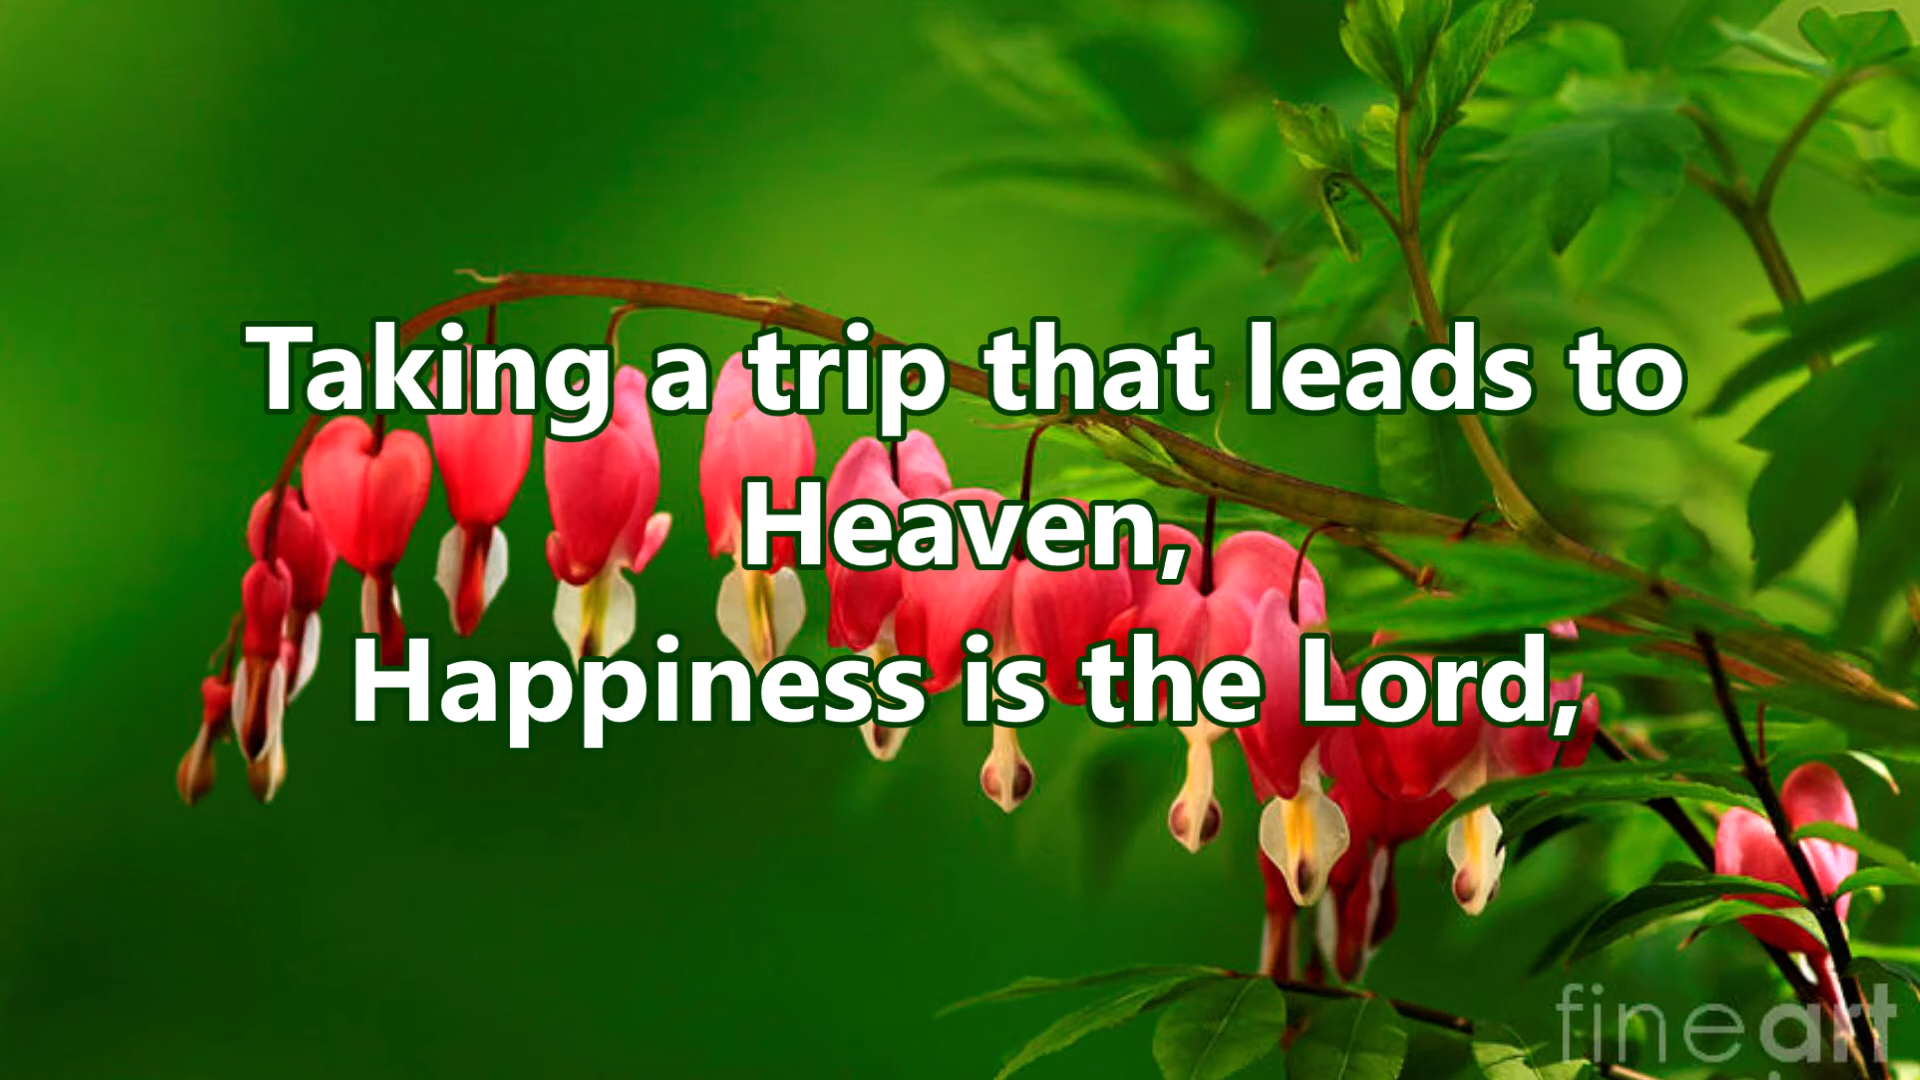 Taking a trip that leads to
Heaven,
Happiness is the Lord,
fineart